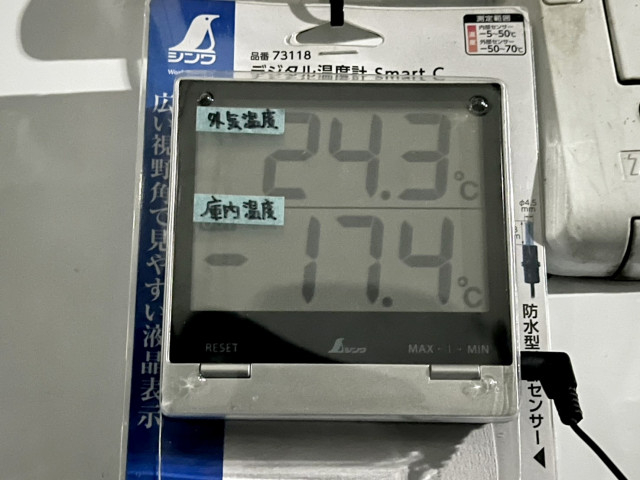 シンワ
測定範囲
内部センサー
-5~50℃
外部センサー
-50~70℃
品番 73118
デジタル温度計 Smart C
広い視野角で見やすい液晶表示
外気温度
24.3℃
庫内温度
-17.4℃
RESET
シンワ
MAX・I・MIN
φ4.5
mm
防水型
センサー